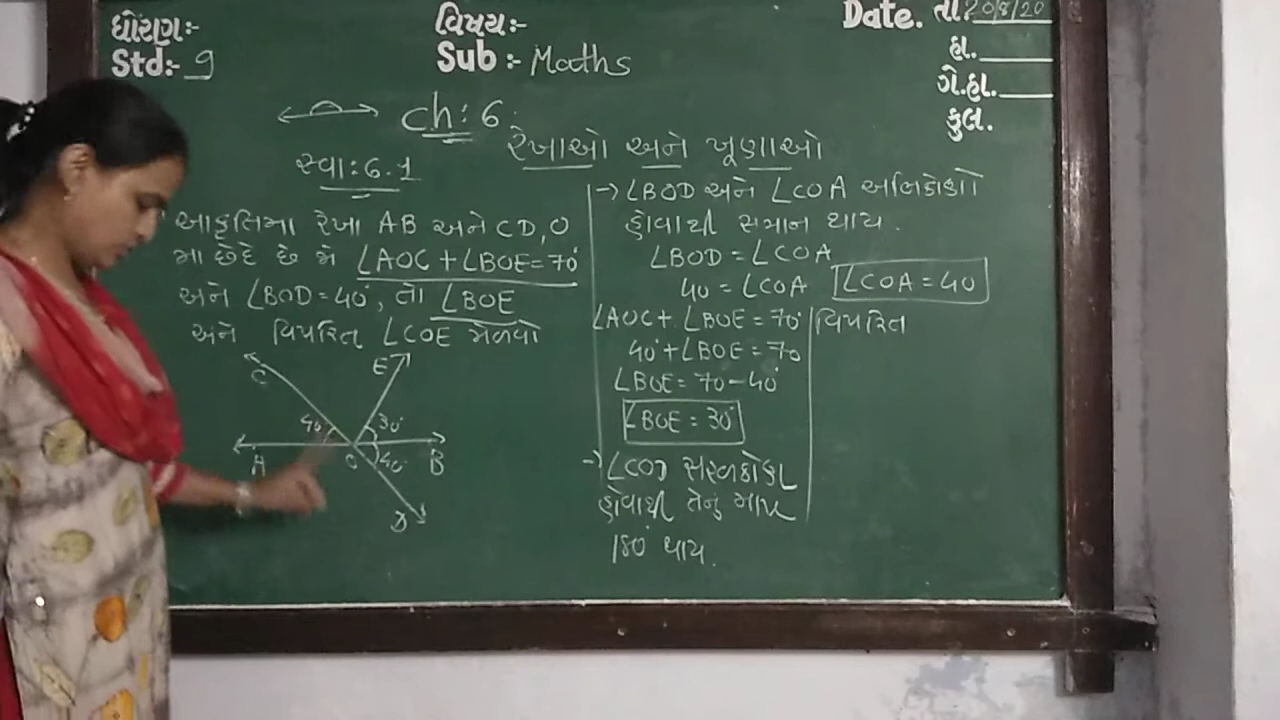 ધોરણ:-
Std:- 9
વિષય:-
Sub :- Maths
Date. તા. 20/8/20
હા.
ગે.હા.
કુલ.
ch: 6
રેખાઓ અને ખૂણાઓ
સ્વા: 6.1
આકૃતિમા રેખા AB અને CD, O
મા છેદે છે જો ∠AOC + ∠BOE = 70°
અને ∠BOD = 40°, તો ∠BOE
અને વિપરિત ∠COE મેળવો
C
E
40°
30°
A
O
40°
B
D
→ ∠BOD અને ∠COA અભિકોણો
હોવાથી સમાન થાય.
∠BOD = ∠COA
40 = ∠COA
∠COA = 40
∠AOC + ∠BOE = 70°
40° + ∠BOE = 70
∠BOE = 70 - 40°
∠BOE = 30°
→ ∠COD સરળકોણ
હોવાથી તેનું માપ
180° થાય.
વિપરિત